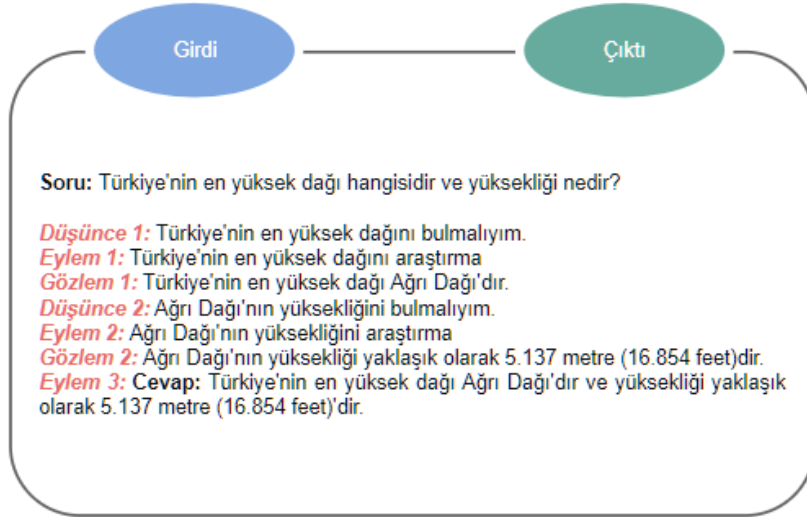 Girdi
Çıktı
Soru: Türkiye'nin en yüksek dağı hangisidir ve yüksekliği nedir?
Düşünce 1: Türkiye'nin en yüksek dağını bulmalıyım.
Eylem 1: Türkiye'nin en yüksek dağını araştırma
Gözlem 1: Türkiye'nin en yüksek dağı Ağrı Dağı'dır.
Düşünce 2: Ağrı Dağı'nın yüksekliğini bulmalıyım.
Eylem 2: Ağrı Dağı'nın yüksekliğini araştırma
Gözlem 2: Ağrı Dağı'nın yüksekliği yaklaşık olarak 5.137 metre (16.854 feet)dir.
Eylem 3: Cevap: Türkiye'nin en yüksek dağı Ağrı Dağı'dır ve yüksekliği yaklaşık
olarak 5.137 metre (16.854 feet)'dir.